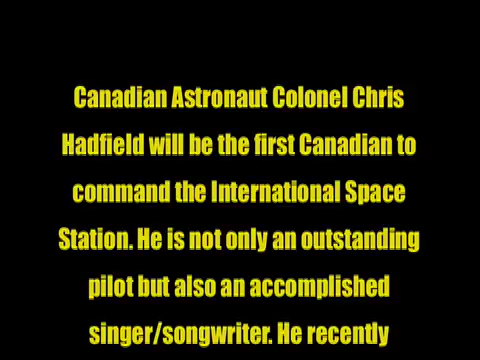 Canadian Astronaut Colonel Chris
Hadfield will be the first Canadian to
command the International Space
Station. He is not only an outstanding
pilot but also an accomplished
singer/songwriter. He recently